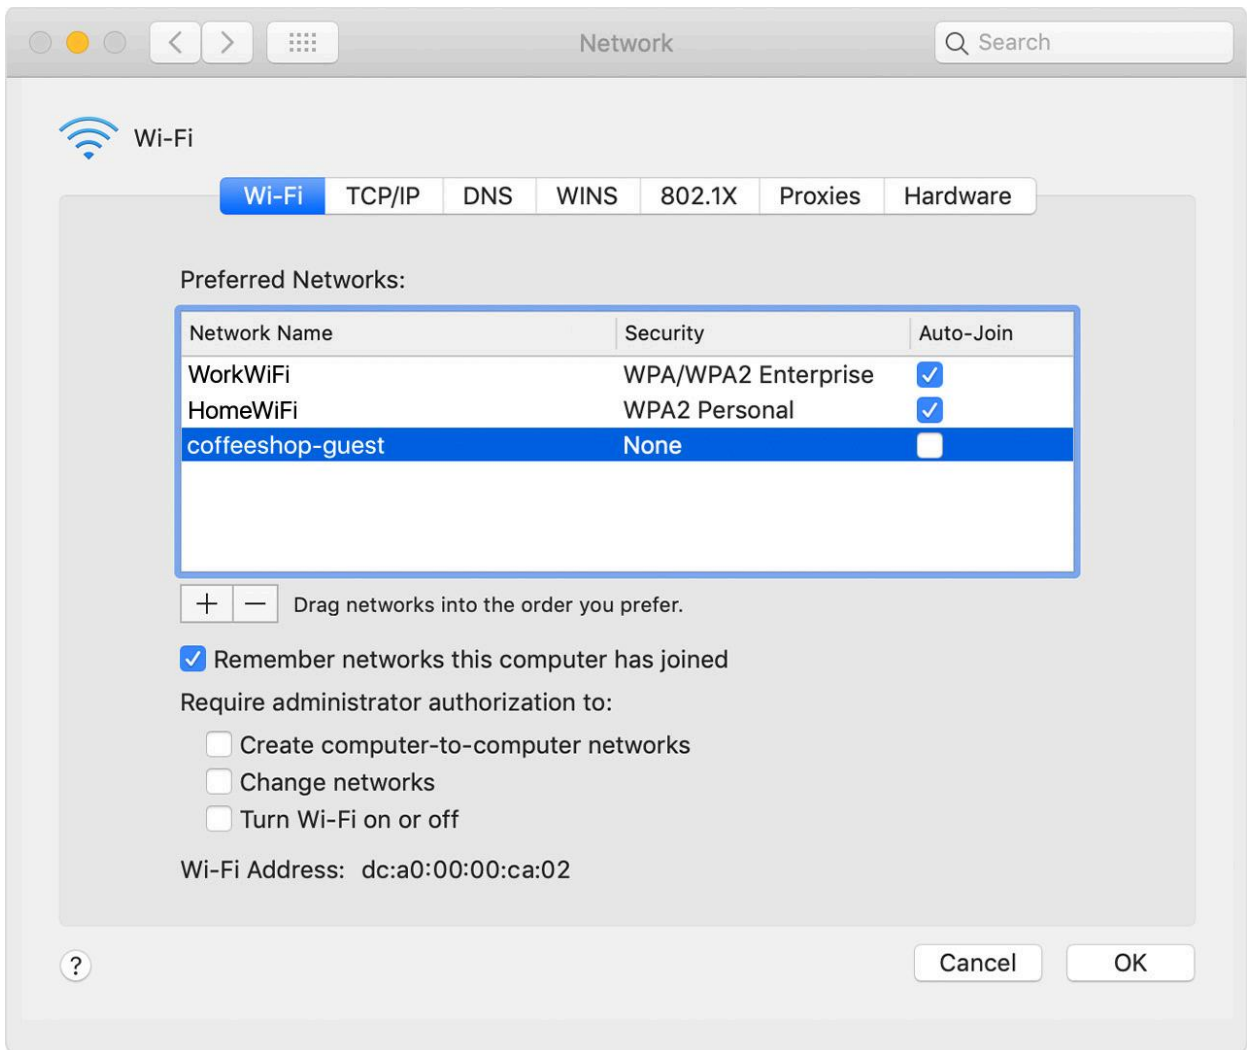 Network
Search
Wi-Fi
Wi-Fi TCP/IP DNS WINS 802.1X Proxies Hardware
Preferred Networks:
Network Name Security Auto-Join
WorkWiFi WPA/WPA2 Enterprise
HomeWiFi WPA2 Personal
coffeeshop-guest None
+ − Drag networks into the order you prefer.
Remember networks this computer has joined
Require administrator authorization to:
Create computer-to-computer networks
Change networks
Turn Wi-Fi on or off
Wi-Fi Address: dc:a0:00:00:ca:02
? Cancel OK